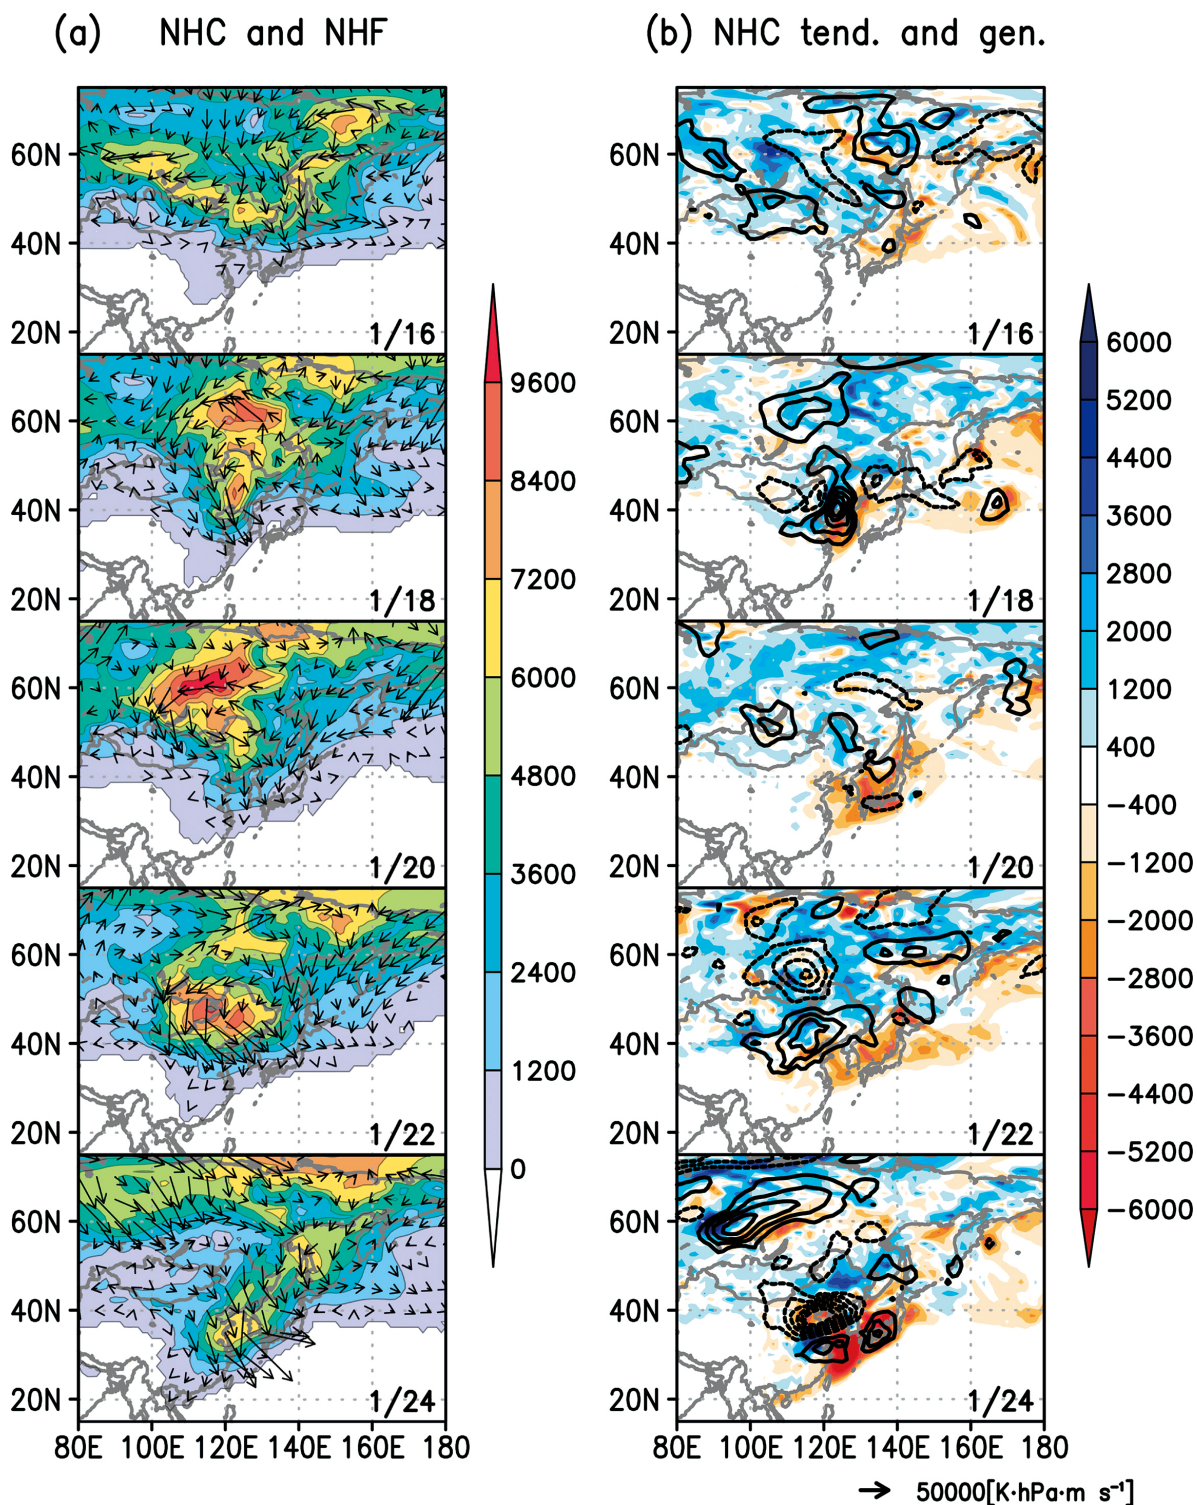 (a) NHC and NHF
(b) NHC tend. and gen.
60N
40N
20N
1/16
60N
40N
20N
1/18
60N
40N
20N
1/20
60N
40N
20N
1/22
60N
40N
20N
1/24
80E 100E 120E 140E 160E 180
9600
8400
7200
6000
4800
3600
2400
1200
0
60N
40N
20N
1/16
60N
40N
20N
1/18
60N
40N
20N
1/20
60N
40N
20N
1/22
60N
40N
20N
1/24
80E 100E 120E 140E 160E 180
6000
5200
4400
3600
2800
2000
1200
400
−400
−1200
−2000
−2800
−3600
−4400
−5200
−6000
50000[K·hPa·m s⁻¹]